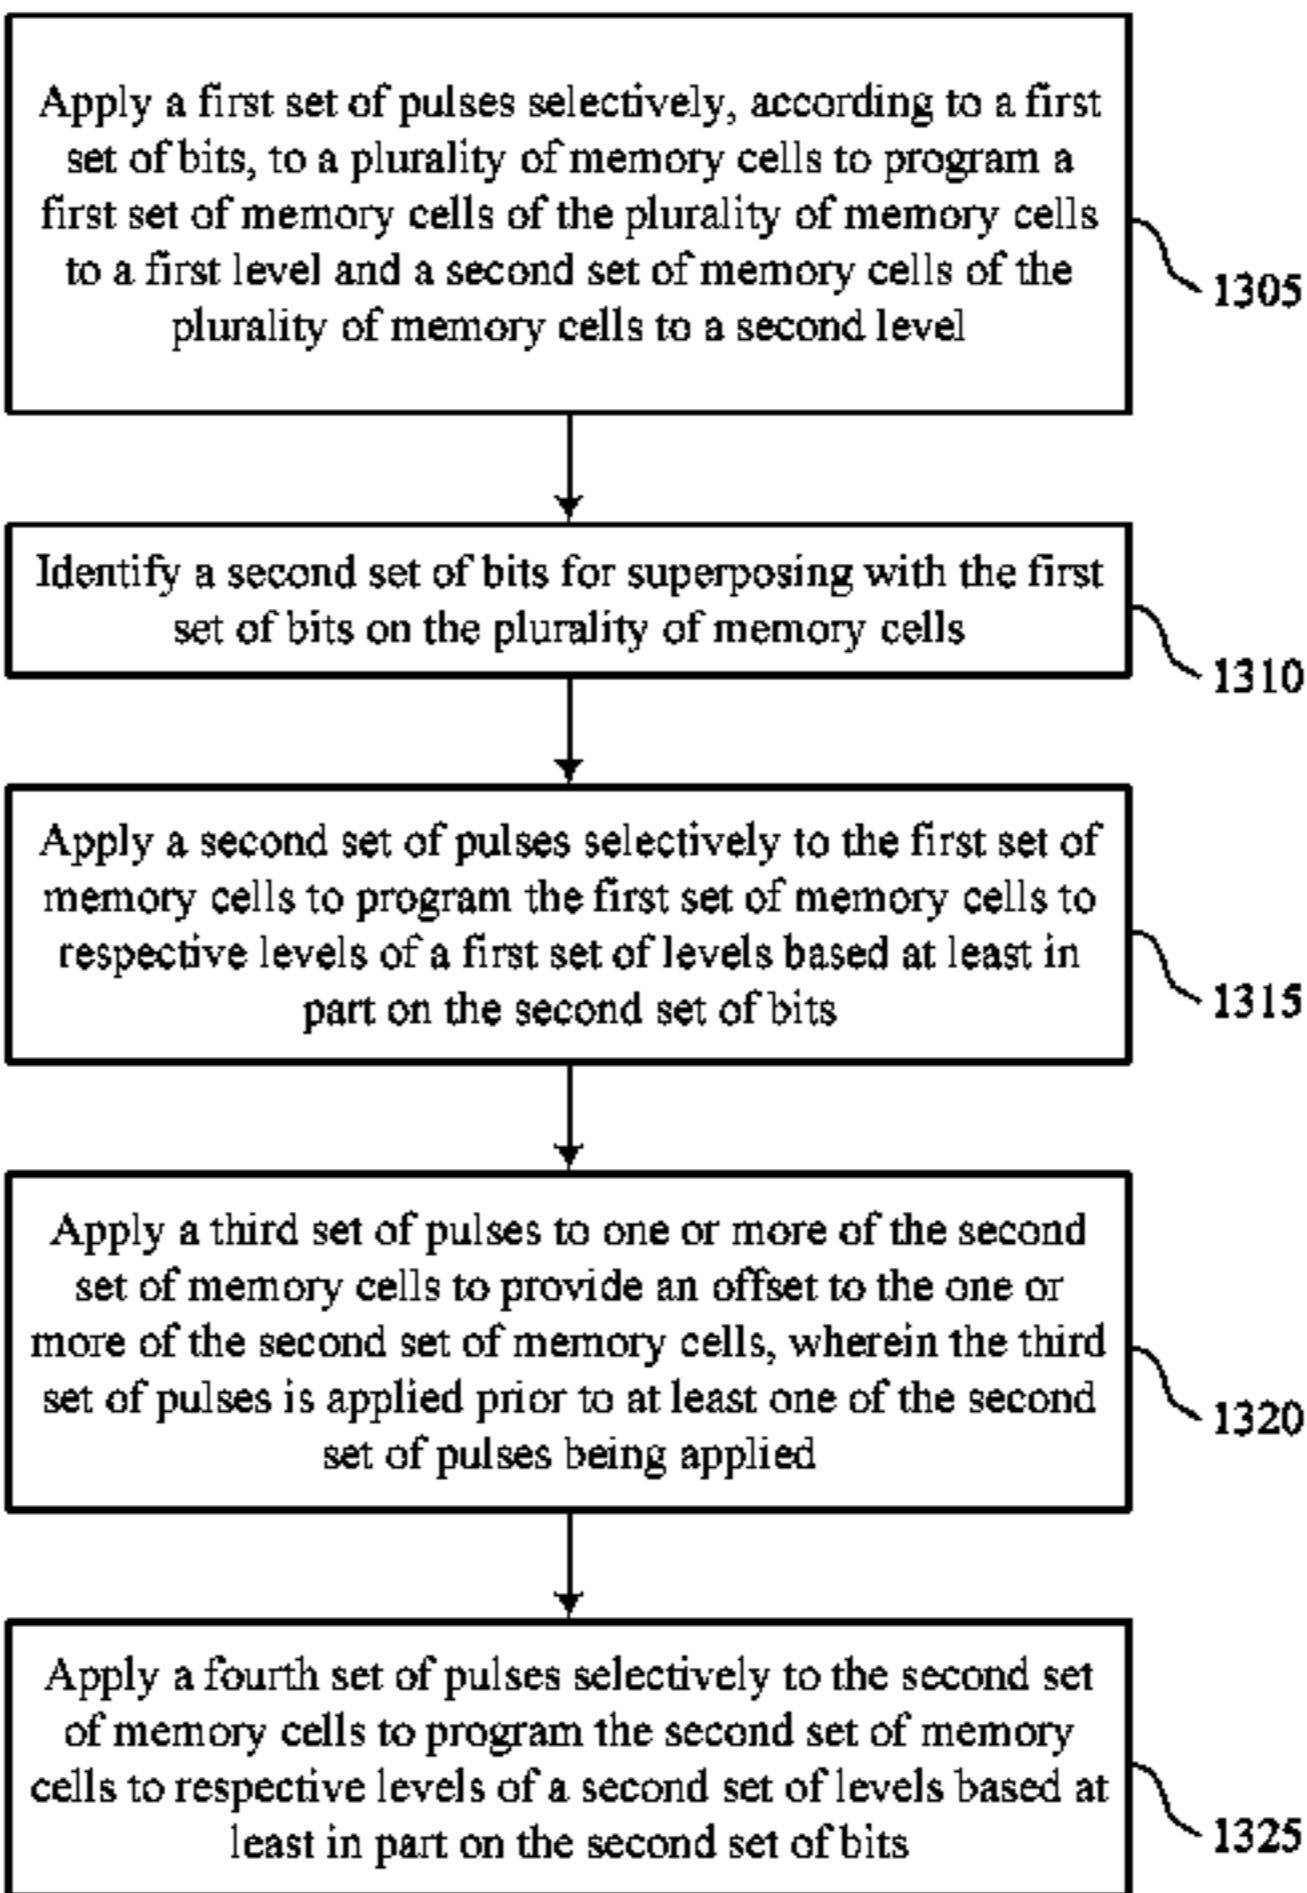 Apply a first set of pulses selectively, according to a first
set of bits, to a plurality of memory cells to program a
first set of memory cells of the plurality of memory cells
to a first level and a second set of memory cells of the
plurality of memory cells to a second level
1305
Identify a second set of bits for superposing with the first
set of bits on the plurality of memory cells
1310
Apply a second set of pulses selectively to the first set of
memory cells to program the first set of memory cells to
respective levels of a first set of levels based at least in
part on the second set of bits
1315
Apply a third set of pulses to one or more of the second
set of memory cells to provide an offset to the one or
more of the second set of memory cells, wherein the third
set of pulses is applied prior to at least one of the second
set of pulses being applied
1320
Apply a fourth set of pulses selectively to the second set
of memory cells to program the second set of memory
cells to respective levels of a second set of levels based at
least in part on the second set of bits
1325